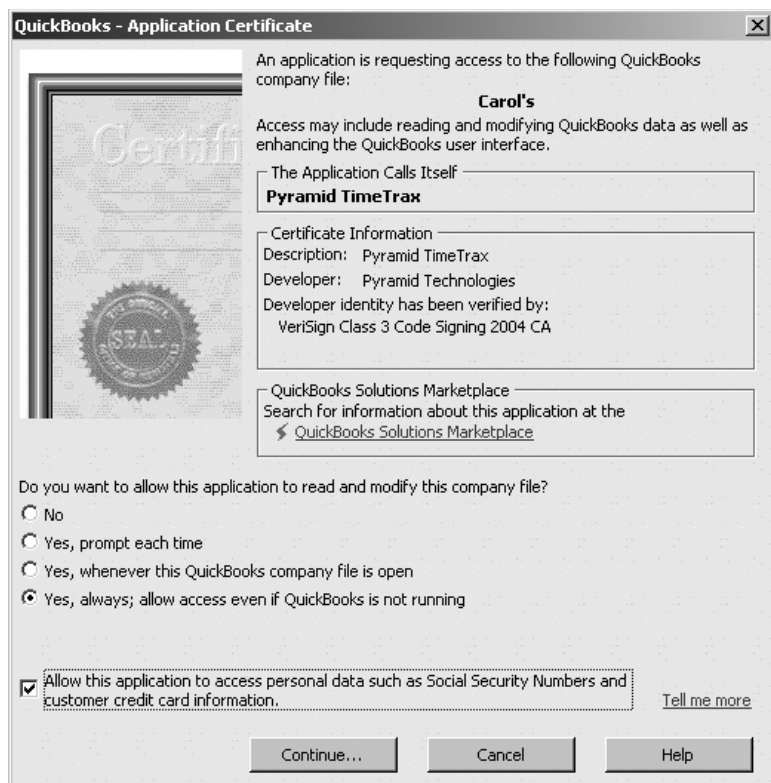 QuickBooks - Application Certificate
An application is requesting access to the following QuickBooks
company file:
Carol's
Access may include reading and modifying QuickBooks data as well as
enhancing the QuickBooks user interface.
The Application Calls Itself
Pyramid TimeTrax
Certificate Information
Description: Pyramid TimeTrax
Developer: Pyramid Technologies
Developer identity has been verified by:
VeriSign Class 3 Code Signing 2004 CA
QuickBooks Solutions Marketplace
Search for information about this application at the
QuickBooks Solutions Marketplace
Certifi
SEAL
Do you want to allow this application to read and modify this company file?
No
Yes, prompt each time
Yes, whenever this QuickBooks company file is open
Yes, always; allow access even if QuickBooks is not running
Allow this application to access personal data such as Social Security Numbers and
customer credit card information.
Tell me more
Continue...
Cancel
Help